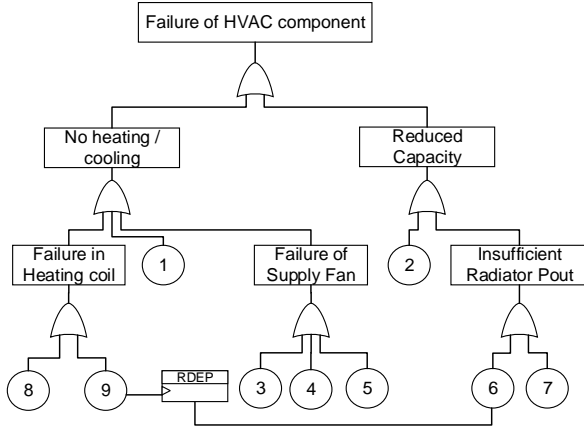 Failure of HVAC component
No heating /
cooling
Reduced
Capacity
Failure in
Heating coil
1
Failure of
Supply Fan
2
Insufficient
Radiator Pout
8
9
RDEP
3
4
5
6
7